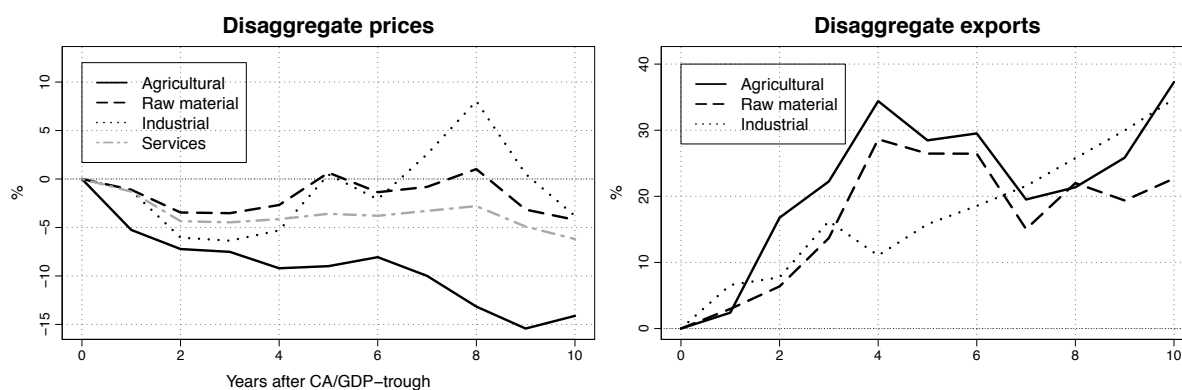 Disaggregate prices
%
10
5
0
−5
−10
−15
Agricultural
Raw material
Industrial
Services
0 2 4 6 8 10
Years after CA/GDP−trough
Disaggregate exports
%
40
30
20
10
0
Agricultural
Raw material
Industrial
0 2 4 6 8 10